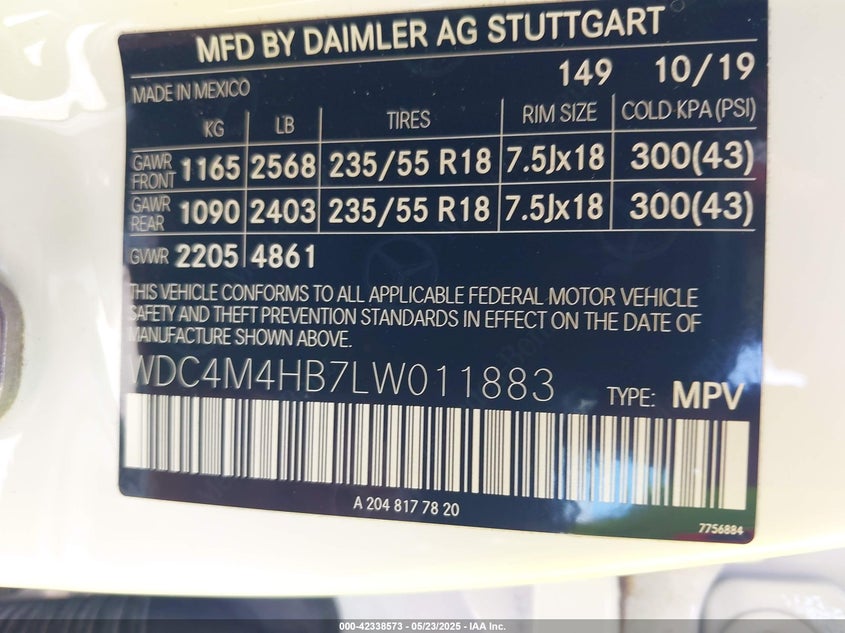 MFD BY DAIMLER AG STUTTGART
149 10/19
MADE IN MEXICO
KG LB TIRES RIM SIZE COLD KPA (PSI)
GAWR FRONT 1165 2568 235/55 R18 7.5Jx18 300(43)
GAWR REAR 1090 2403 235/55 R18 7.5Jx18 300(43)
GVWR 2205 4861
THIS VEHICLE CONFORMS TO ALL APPLICABLE FEDERAL MOTOR VEHICLE
SAFETY AND THEFT PREVENTION STANDARDS IN EFFECT ON THE DATE OF
MANUFACTURE SHOWN ABOVE.
WDC4M4HB7LW011883 TYPE: MPV
A 204 817 78 20
7756884
000-42338573 - 05/23/2025 - IAA Inc.